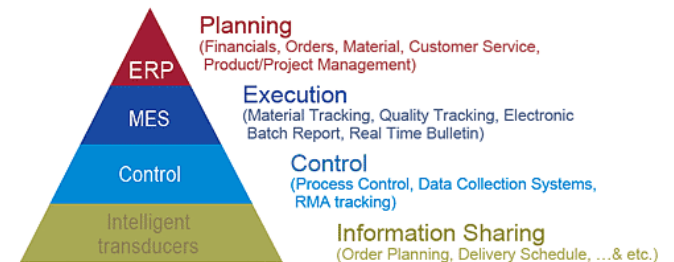 Planning
(Financials, Orders, Material, Customer Service,
Product/Project Management)
ERP
Execution
(Material Tracking, Quality Tracking, Electronic
Batch Report, Real Time Bulletin)
MES
Control
(Process Control, Data Collection Systems,
RMA tracking)
Control
Intelligent
transducers
Information Sharing
(Order Planning, Delivery Schedule, ...& etc.)